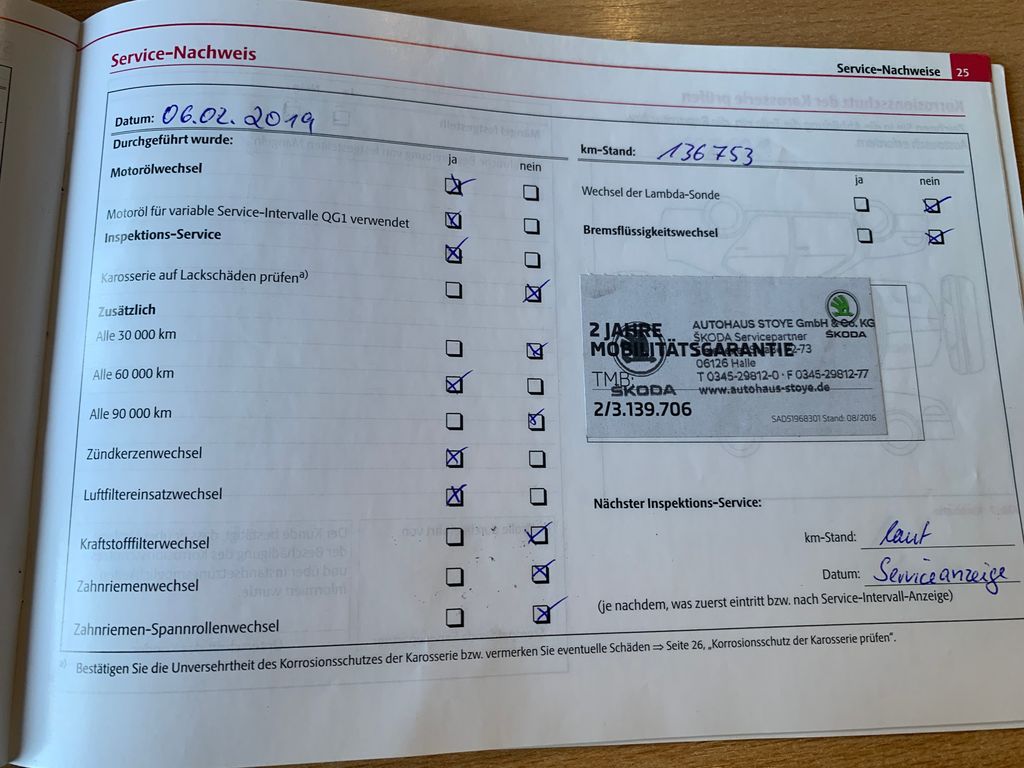 Service-Nachweis
Service-Nachweise 25
Datum: 06.02.2019
Durchgeführt wurde:
ja nein
Motorölwechsel
Motoröl für variable Service-Intervalle QG1 verwendet
Inspektions-Service
Karosserie auf Lackschäden prüfen a)
Zusätzlich
Alle 30 000 km
Alle 60 000 km
Alle 90 000 km
Zündkerzenwechsel
Luftfiltereinsatzwechsel
Kraftstofffilterwechsel
Zahnriemenwechsel
Zahnriemen-Spannrollenwechsel
km-Stand: 136753
ja nein
Wechsel der Lambda-Sonde
Bremsflüssigkeitswechsel
2 JAHRE
MOBILITÄTSGARANTIE
TMB:
ŠKODA
2/3.139.706
AUTOHAUS STOYE GmbH & Co. KG
ŠKODA Servicepartner
ŠKODA
06126 Halle
T 0345-29812-0 · F 0345-29812-77
www.autohaus-stoye.de
SAD51968301 Stand: 08/2016
Nächster Inspektions-Service:
km-Stand: laut
Datum: Serviceanzeige
(je nachdem, was zuerst eintritt bzw. nach Service-Intervall-Anzeige)
a) Bestätigen Sie die Unversehrtheit des Korrosionsschutzes der Karosserie bzw. vermerken Sie eventuelle Schäden ⇒ Seite 26, „Korrosionsschutz der Karosserie prüfen“.